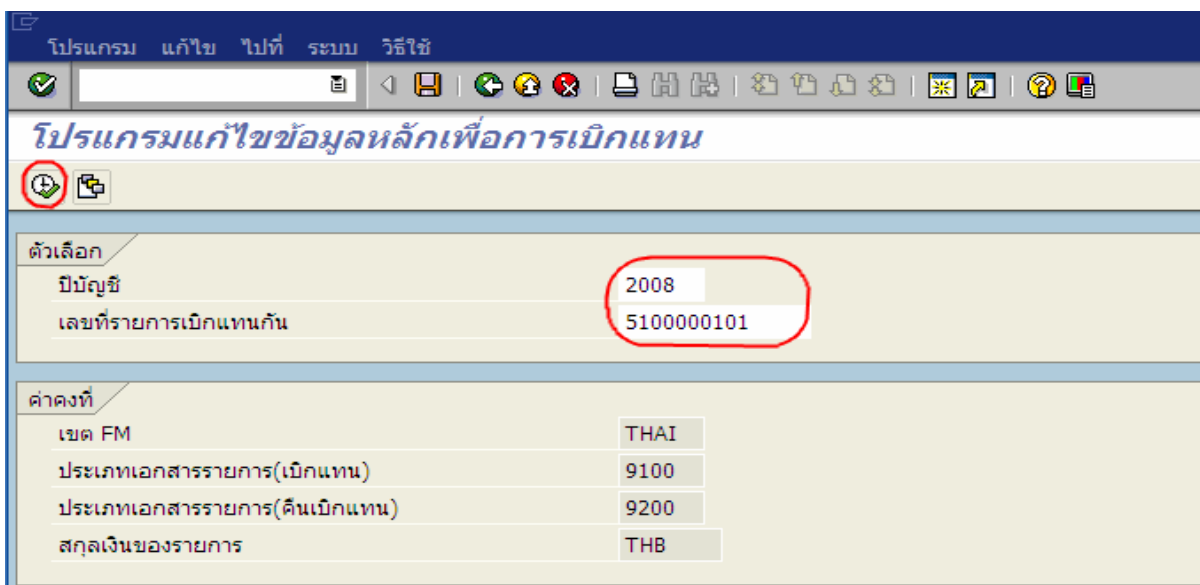 โปรแกรม แก้ไข ไปที่ ระบบ วิธีใช้
โปรแกรมแก้ไขข้อมูลหลักเพื่อการเบิกแทน
ตัวเลือก
ปีบัญชี 2008
เลขที่รายการเบิกแทนกัน 5100000101
ค่าคงที่
เขต FM THAI
ประเภทเอกสารรายการ(เบิกแทน) 9100
ประเภทเอกสารรายการ(คืนเบิกแทน) 9200
สกุลเงินของรายการ THB